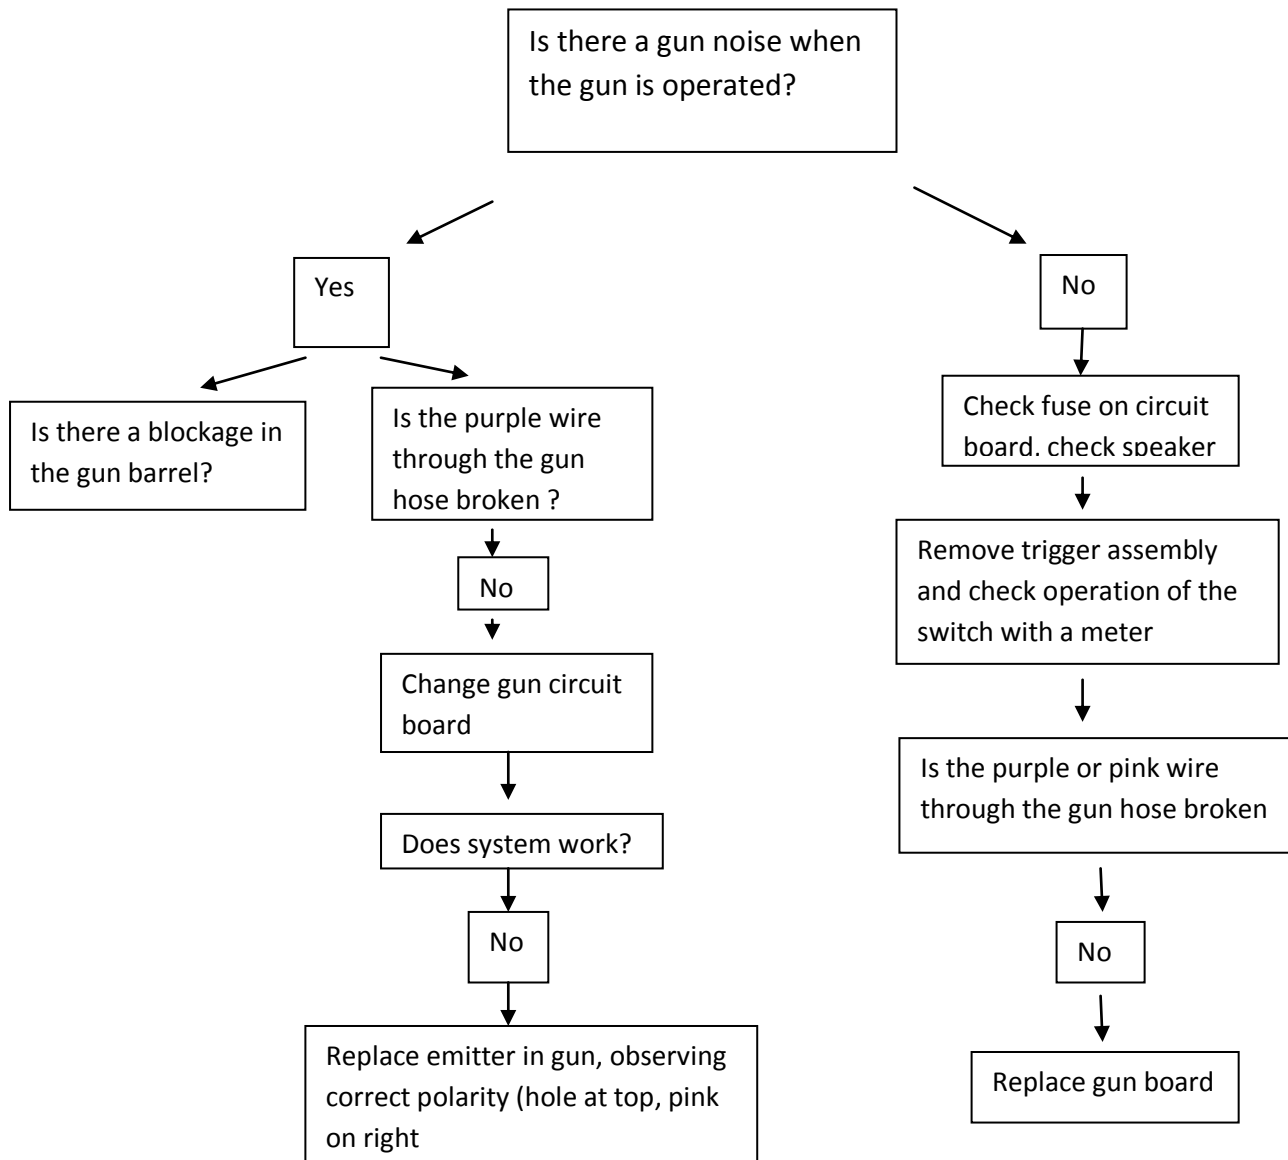 Is there a gun noise when
the gun is operated?
Yes
No
Is there a blockage in
the gun barrel?
Is the purple wire
through the gun
hose broken ?
No
Change gun circuit
board
Does system work?
No
Replace emitter in gun, observing
correct polarity (hole at top, pink
on right
Check fuse on circuit
board, check speaker
Remove trigger assembly
and check operation of the
switch with a meter
Is the purple or pink wire
through the gun hose broken
No
Replace gun board